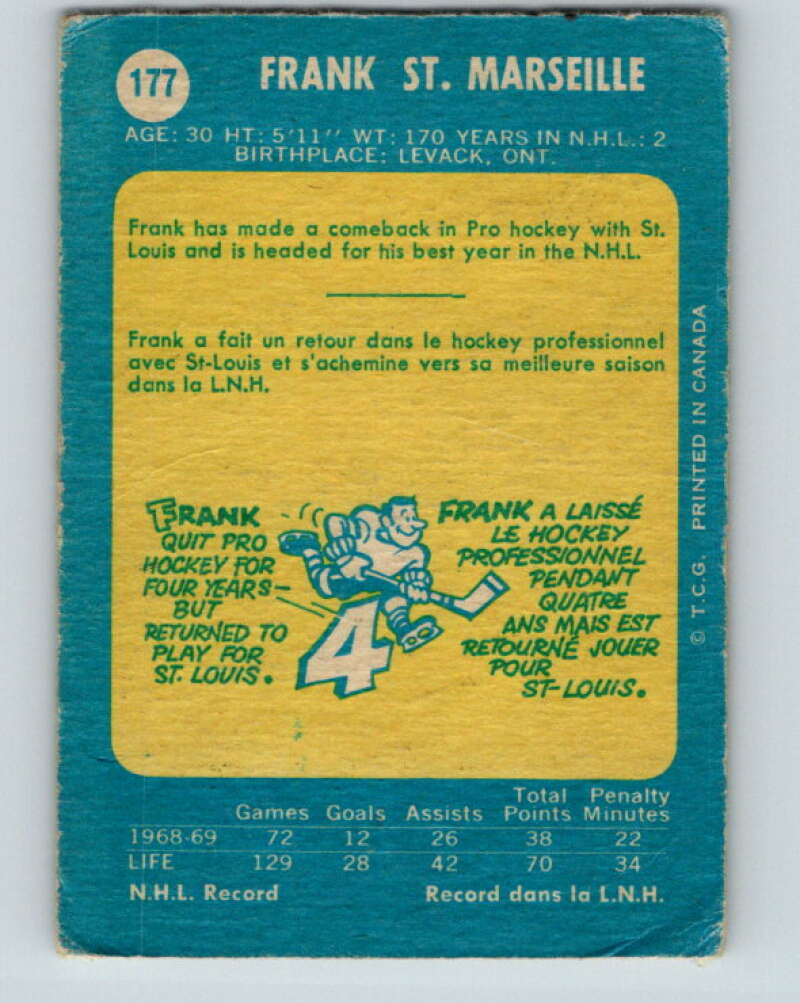 177
FRANK ST. MARSEILLE
AGE: 30 HT: 5'11'' WT: 170 YEARS IN N.H.L.: 2
BIRTHPLACE: LEVACK, ONT.
Frank has made a comeback in Pro hockey with St.
Louis and is headed for his best year in the N.H.L.
Frank a fait un retour dans le hockey professionnel
avec St-Louis et s'achemine vers sa meilleure saison
dans la L.N.H.
FRANK
QUIT PRO
HOCKEY FOR
FOUR YEARS—
BUT
RETURNED TO
PLAY FOR
ST. LOUIS.
4
FRANK A LAISSÉ
LE HOCKEY
PROFESSIONNEL
PENDANT
QUATRE
ANS MAIS EST
RETOURNÉ JOUER
POUR
ST-LOUIS.
© T.C.G. PRINTED IN CANADA
Total Penalty
Games Goals Assists Points Minutes
1968-69 72 12 26 38 22
LIFE 129 28 42 70 34
N.H.L. Record Record dans la L.N.H.